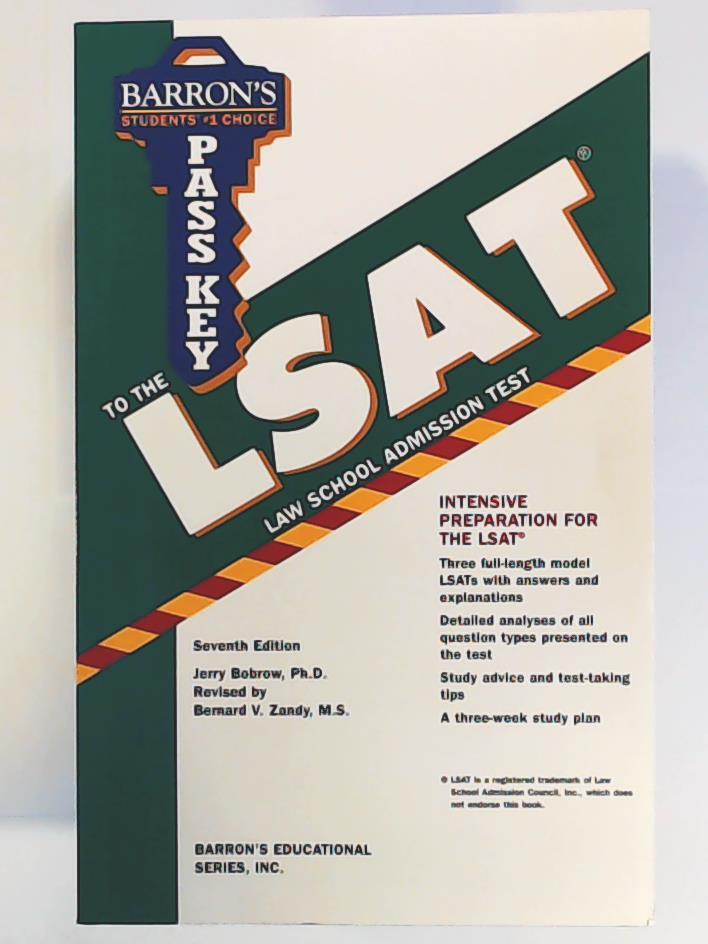 BARRON'S
STUDENTS' #1 CHOICE
PASS KEY
TO THE
LSAT®
LAW SCHOOL ADMISSION TEST
INTENSIVE
PREPARATION FOR
THE LSAT®
Three full-length model
LSATs with answers and
explanations
Detailed analyses of all
question types presented on
the test
Study advice and test-taking
tips
A three-week study plan
Seventh Edition
Jerry Bobrow, Ph.D.
Revised by
Bernard V. Zandy, M.S.
® LSAT is a registered trademark of Law
School Admission Council, Inc., which does
not endorse this book.
BARRON'S EDUCATIONAL
SERIES, INC.